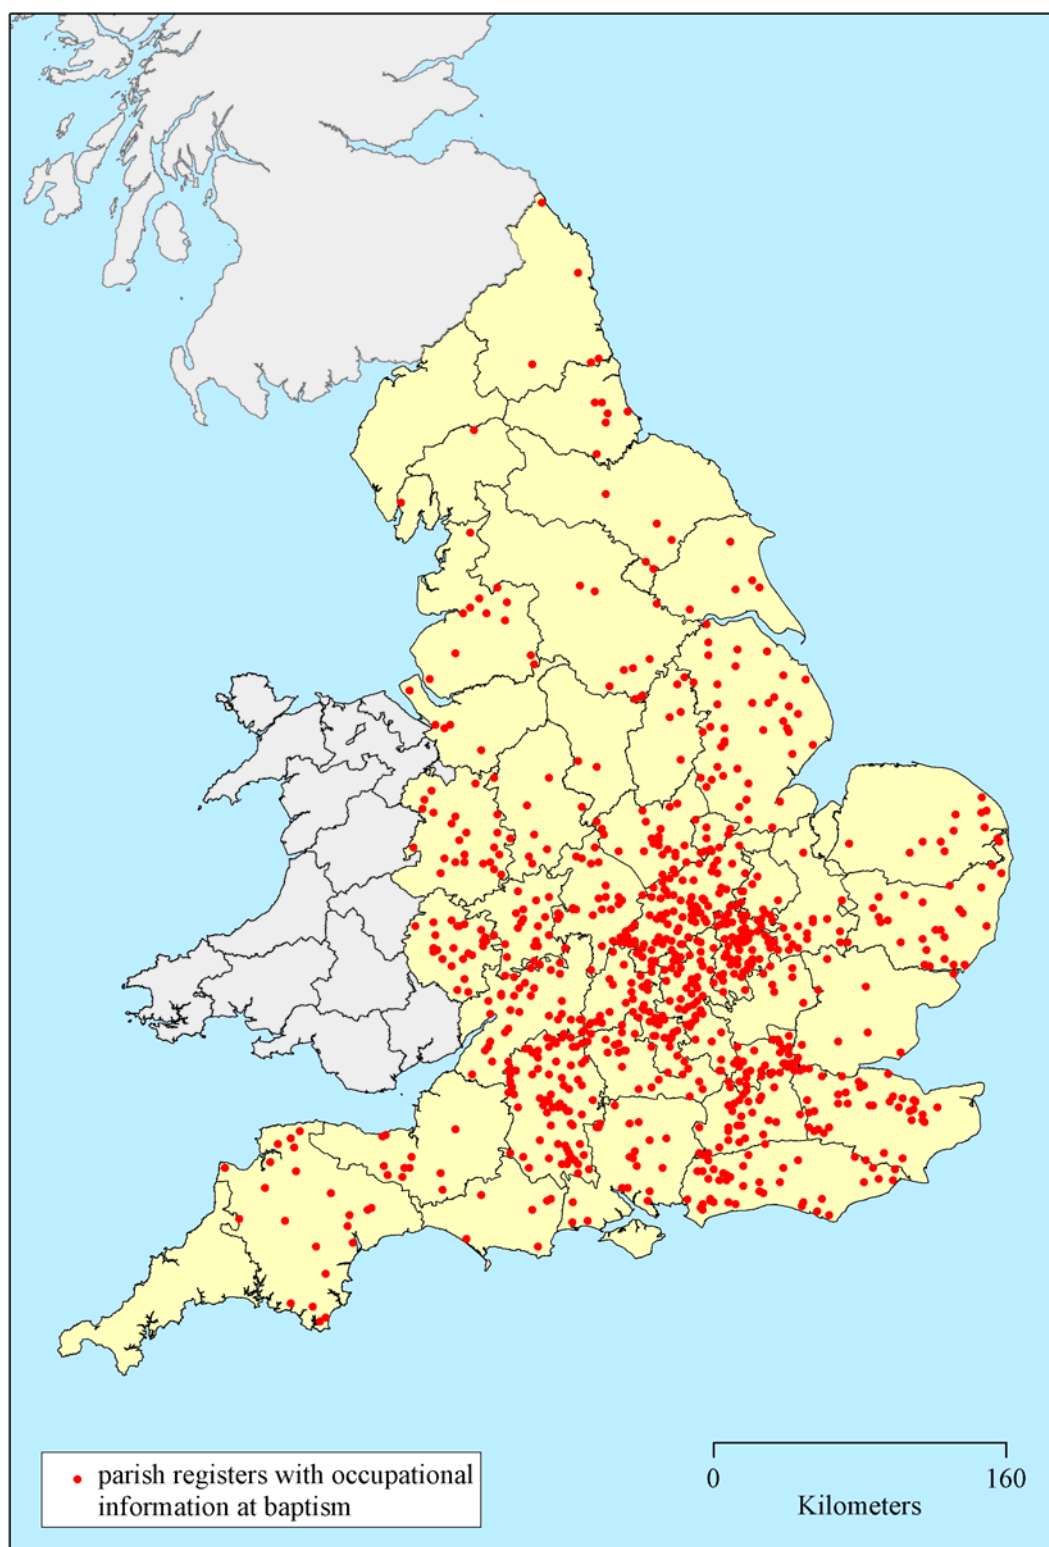 parish registers with occupational
information at baptism
0 160
Kilometers